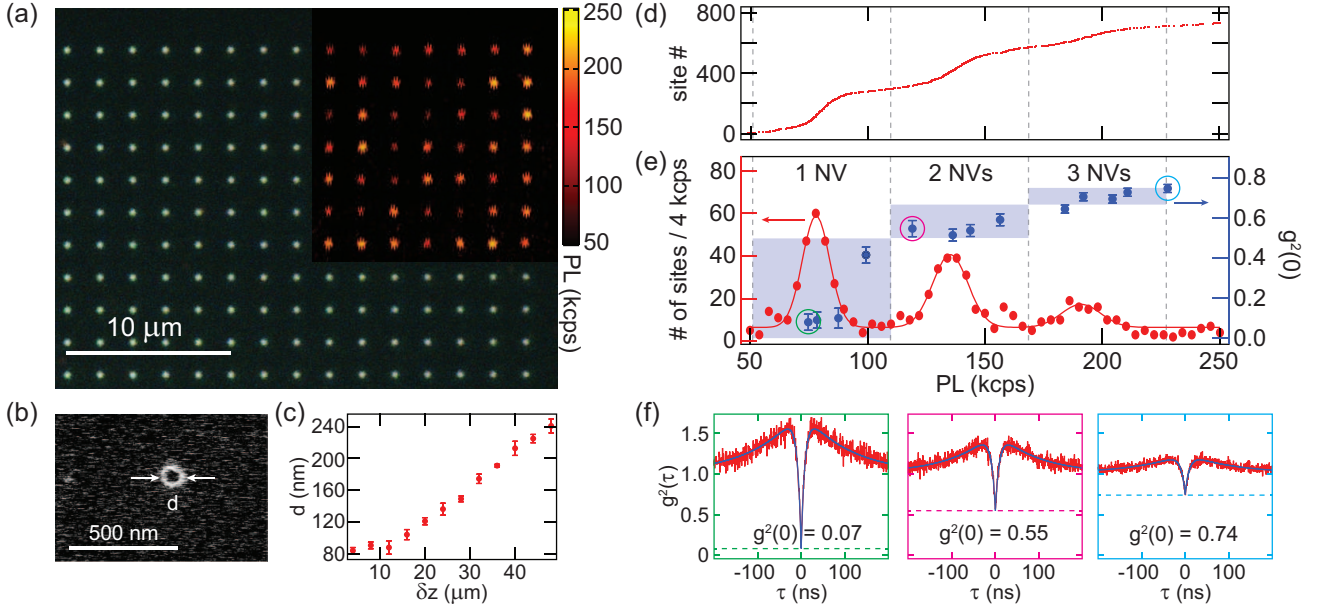 (a)
10 μm
250
200
150
100
50
PL (kcps)
(b)
d
500 nm
(c)
240
200
160
120
80
d (nm)
0
10
20
30
40
δz (μm)
(d)
800
400
0
site #
100
150
200
(e)
1 NV
2 NVs
3 NVs
80
60
40
20
0
# of sites / 4 kcps
0.8
0.6
0.4
0.2
0.0
g²(0)
50
100
150
200
250
PL (kcps)
(f)
1.5
1.0
0.5
0
g²(τ)
g²(0) = 0.07
g²(0) = 0.55
g²(0) = 0.74
-100
0
100
-100
0
100
-100
0
100
τ (ns)
τ (ns)
τ (ns)